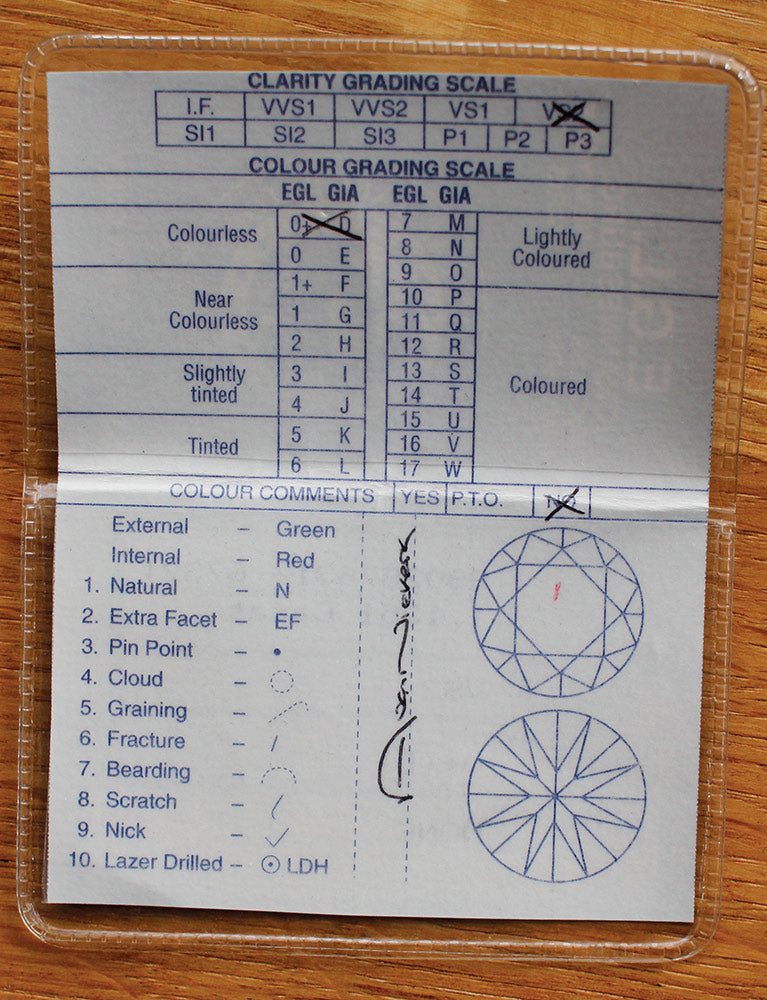 CLARITY GRADING SCALE
I.F. VVS1 VVS2 VS1 VS2
SI1 SI2 SI3 P1 P2 P3
COLOUR GRADING SCALE
EGL GIA EGL GIA
Colourless
0+ D
0 E
Near
Colourless
1+ F
1 G
2 H
Slightly
tinted
3 I
4 J
Tinted
5 K
6 L
7 M
8 N
9 O
Lightly
Coloured
10 P
11 Q
12 R
13 S
14 T
15 U
16 V
17 W
Coloured
COLOUR COMMENTS YES P.T.O. NO
External – Green
Internal – Red
1. Natural – N
2. Extra Facet – EF
3. Pin Point –
4. Cloud –
5. Graining –
6. Fracture –
7. Bearding –
8. Scratch –
9. Nick –
10. Lazer Drilled – LDH